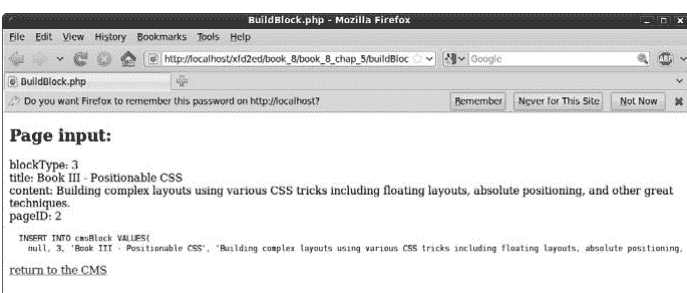 BuildBlock.php - Mozilla Firefox
File Edit View History Bookmarks Tools Help
http://localhost/xfd2ed/book_8/book_8_chap_5/buildBloc Google ABP
BuildBlock.php
Do you want Firefox to remember this password on http://localhost? Remember Never for This Site Not Now
Page input:
blockType: 3
title: Book III - Positionable CSS
content: Building complex layouts using various CSS tricks including floating layouts, absolute positioning, and other great
techniques.
pageID: 2
INSERT INTO cmsBlock VALUES(
null, 3, 'Book III - Positionable CSS', 'Building complex layouts using various CSS tricks including floating layouts, absolute positioning,
return to the CMS